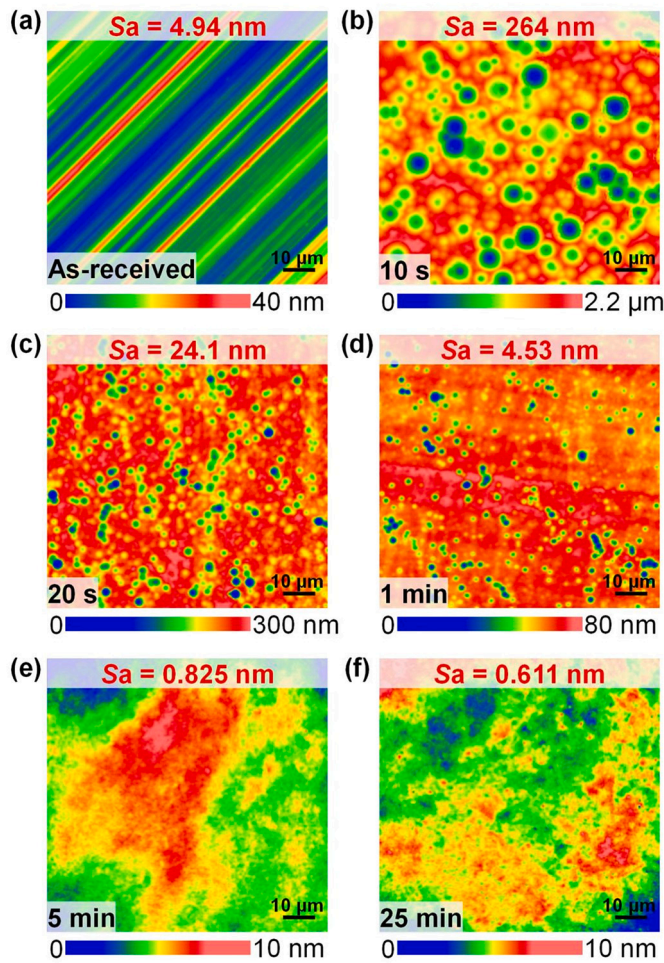 (a)
Sa = 4.94 nm
As-received
10 µm
0
40 nm
(b)
Sa = 264 nm
10 s
10 µm
0
2.2 µm
(c)
Sa = 24.1 nm
20 s
10 µm
0
300 nm
(d)
Sa = 4.53 nm
1 min
10 µm
0
80 nm
(e)
Sa = 0.825 nm
5 min
10 µm
0
10 nm
(f)
Sa = 0.611 nm
25 min
10 µm
0
10 nm